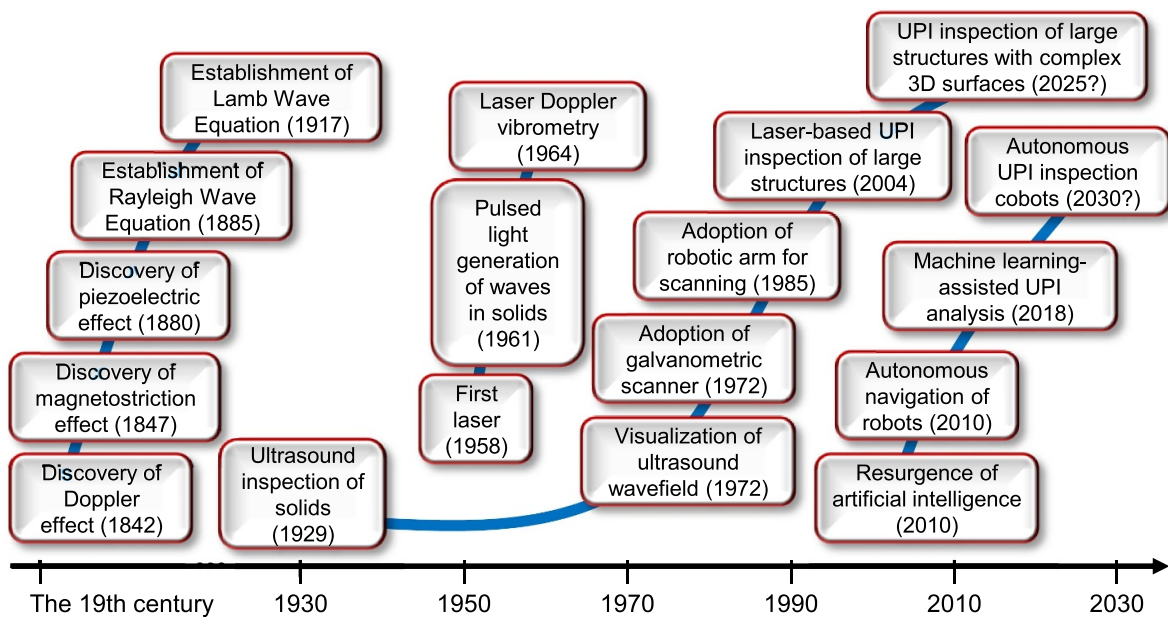 Establishment of
Lamb Wave
Equation (1917)
Establishment of
Rayleigh Wave
Equation (1885)
Discovery of
piezoelectric
effect (1880)
Discovery of
magnetostriction
effect (1847)
Discovery of
Doppler
effect (1842)
Ultrasound
inspection of
solids
(1929)
Laser Doppler
vibrometry
(1964)
Pulsed
light
generation
of waves
in solids
(1961)
First
laser
(1958)
UPI inspection of large
structures with complex
3D surfaces (2025?)
Laser-based UPI
inspection of large
structures (2004)
Adoption of
robotic arm for
scanning (1985)
Adoption of
galvanometric
scanner (1972)
Visualization of
ultrasound
wavefield (1972)
Autonomous
UPI inspection
cobots (2030?)
Machine learning-
assisted UPI
analysis (2018)
Autonomous
navigation of
robots (2010)
Resurgence of
artificial intelligence
(2010)
...
The 19th century 1930 1950 1970 1990 2010 2030